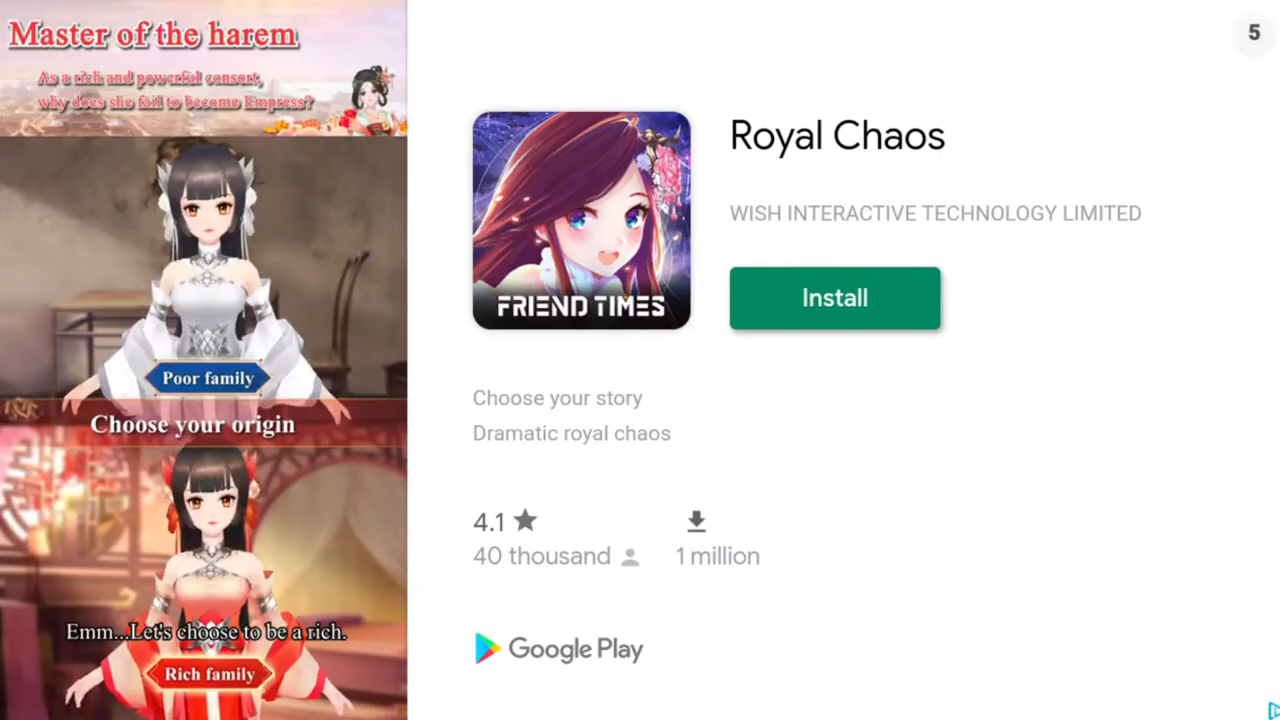 Master of the harem
As a rich and powerful consort,
why does she fail to become Empress?
Poor family
Choose your origin
Emm...Let's choose to be a rich.
Rich family
5
FRIEND TIMES
Royal Chaos
WISH INTERACTIVE TECHNOLOGY LIMITED
Install
Choose your story
Dramatic royal chaos
4.1
40 thousand
1 million
Google Play